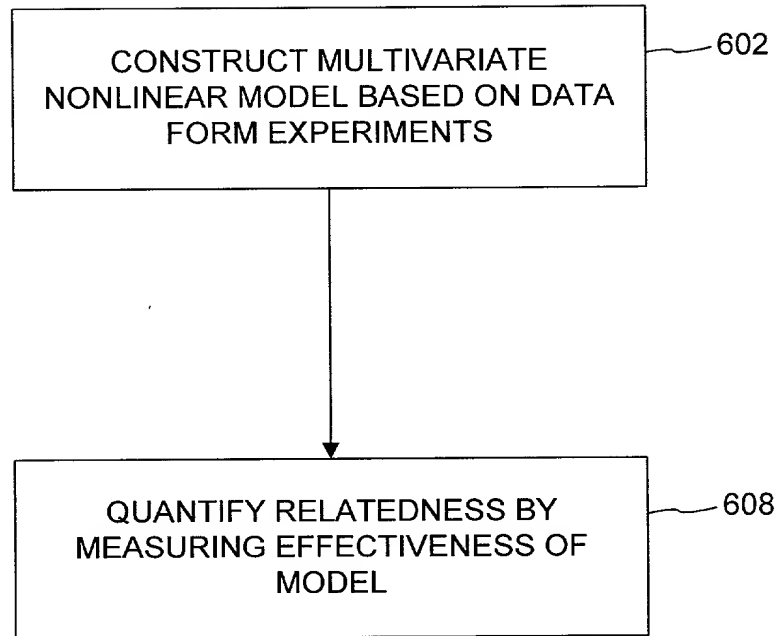 CONSTRUCT MULTIVARIATE
NONLINEAR MODEL BASED ON DATA
FORM EXPERIMENTS
602
QUANTIFY RELATEDNESS BY
MEASURING EFFECTIVENESS OF
MODEL
608